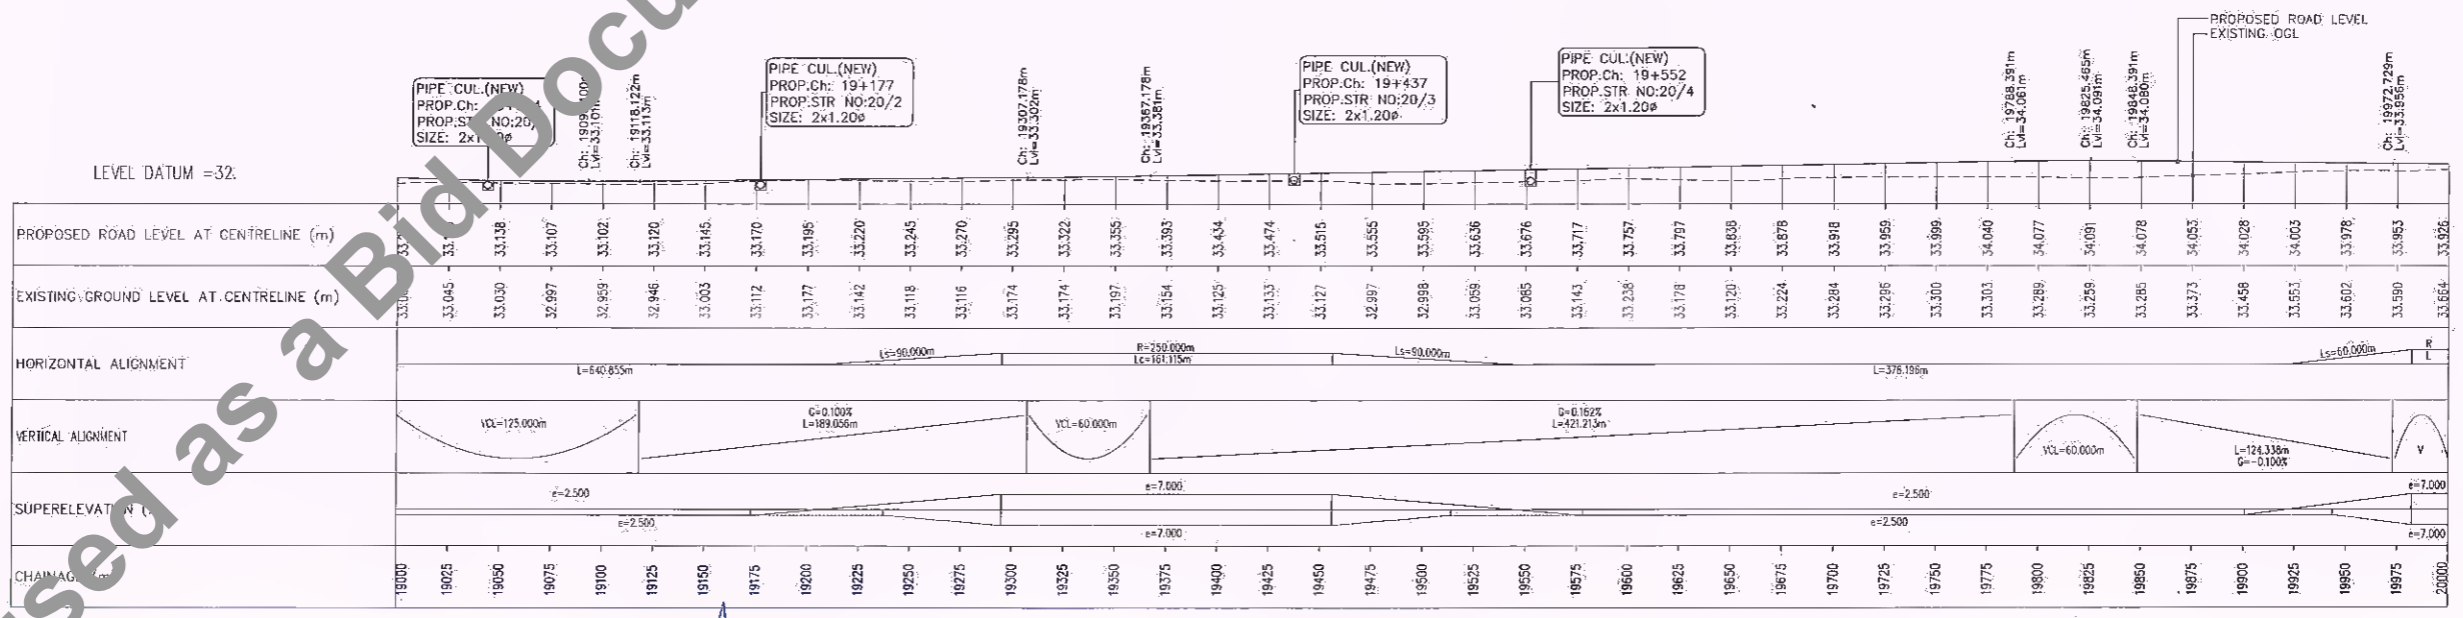 PROPOSED ROAD LEVEL
EXISTING OGL
PIPE CUL.(NEW)
PROP.Ch:
PROP.STR NO:20/
SIZE: 2x1.20ø
PIPE CUL.(NEW)
PROP.Ch: 19+177
PROP.STR NO:20/2
SIZE: 2x1.20ø
PIPE CUL.(NEW)
PROP.Ch: 19+437
PROP.STR NO:20/3
SIZE: 2x1.20ø
PIPE CUL.(NEW)
PROP.Ch: 19+552
PROP.STR NO:20/4
SIZE: 2x1.20ø
Ch: 19118.122m
Lvl=33.113m
Ch: 19307.178m
Lvl=33.302m
Ch: 19367.178m
Lvl=33.381m
Ch: 19788.391m
Lvl=34.061m
Ch: 19825.465m
Lvl=34.091m
Ch: 19848.391m
Lvl=34.080m
Ch: 19972.729m
Lvl=33.956m
LEVEL DATUM =32.
PROPOSED ROAD LEVEL AT CENTRELINE (m)
33.138 33.107 33.102 33.120 33.145 33.170 33.195 33.220 33.245 33.270 33.295 33.322 33.355 33.393 33.434 33.474 33.515 33.555 33.595 33.636 33.676 33.717 33.757 33.797 33.838 33.878 33.918 33.959 33.999 34.040 34.077 34.091 34.078 34.053 34.028 34.003 33.978 33.953 33.926
EXISTING GROUND LEVEL AT CENTRELINE (m)
33.045 33.030 32.997 32.959 32.946 33.003 33.112 33.177 33.142 33.118 33.116 33.174 33.174 33.197 33.154 33.125 33.133 33.127 32.997 32.998 33.059 33.085 33.143 33.238 33.178 33.120 33.224 33.284 33.296 33.300 33.303 33.289 33.259 33.285 33.373 33.458 33.553 33.602 33.590 33.664
HORIZONTAL ALIGNMENT
L=640.855m
Ls=90.000m
R=250.000m
Lc=161.115m
Ls=90.000m
L=376.196m
Ls=60.000m
R
L
VERTICAL ALIGNMENT
VCL=125.000m
G=0.100%
L=189.056m
VCL=60.000m
G=0.162%
L=421.213m
VCL=60.000m
L=124.338m
G=-0.100%
V
SUPERELEVATION
e=2.500
e=2.500
e=7.000
e=7.000
e=2.500
e=2.500
e=7.000
e=7.000
CHAINAGE
19000 19025 19050 19075 19100 19125 19150 19175 19200 19225 19250 19275 19300 19325 19350 19375 19400 19425 19450 19475 19500 19525 19550 19575 19600 19625 19650 19675 19700 19725 19750 19775 19800 19825 19850 19875 19900 19925 19950 19975 20000
ised as a Bid Docu